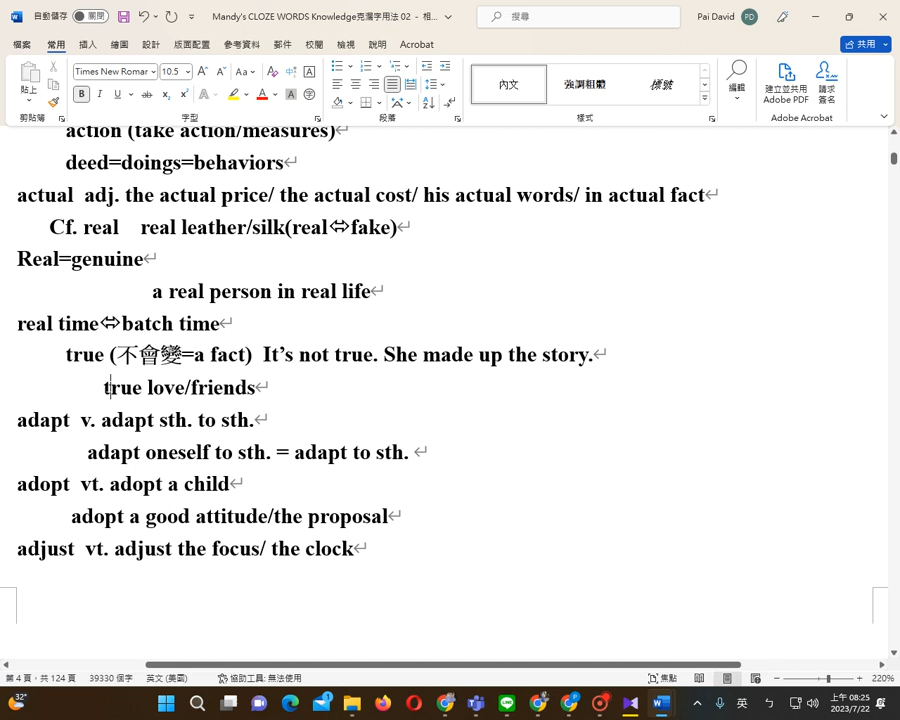 自動儲存 關閉 Mandy's CLOZE WORDS Knowledge克漏字用法 02 - 相... 搜尋 Pai David PD
檔案 常用 插入 繪圖 設計 版面配置 參考資料 郵件 校閱 檢視 說明 Acrobat 共用
貼上 Times New Romar 10.5 內文 強調粗體 標號 編輯 建立並共用 Adobe PDF 請求 簽名
剪貼簿 字型 段落 樣式 Adobe Acrobat
action (take action/measures)
deed=doings=behaviors
actual adj. the actual price/ the actual cost/ his actual words/ in actual fact
Cf. real real leather/silk(real⇔fake)
Real=genuine
a real person in real life
real time⇔batch time
true (不會變=a fact) It's not true. She made up the story.
true love/friends
adapt v. adapt sth. to sth.
adapt oneself to sth. = adapt to sth.
adopt vt. adopt a child
adopt a good attitude/the proposal
adjust vt. adjust the focus/ the clock
第 4 頁，共 124 頁 39330 個字 英文 (美國) 協助工具: 無法使用 焦點 220%
32° 英 上午 08:25
2023/7/22